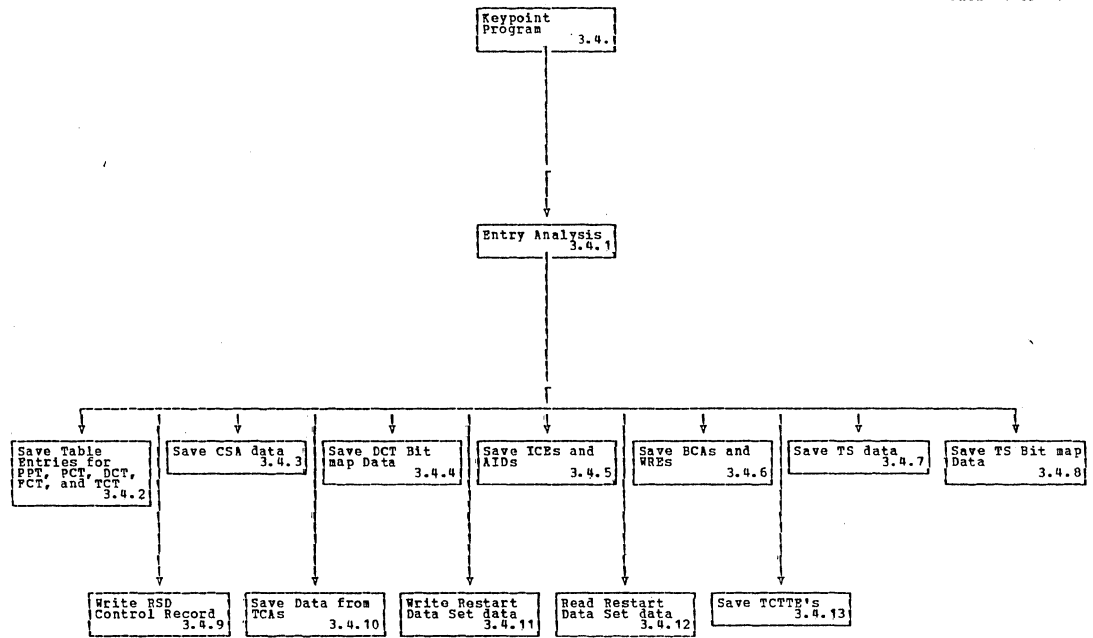 Keypoint
Program
3.4.
Entry Analysis
3.4.1
Save Table
Entries for
PPT, PCT, DCT,
FCT, and TCT
3.4.2
Save CSA data
3.4.3
Save DCT Bit
map Data
3.4.4
Save ICEs and
AIDs
3.4.5
Save BCAs and
WREs
3.4.6
Save TS data
3.4.7
Save TS Bit map
Data
3.4.8
Write RSD
Control Record
3.4.9
Save Data from
TCAs
3.4.10
Write Restart
Data Set data
3.4.11
Read Restart
Data Set data
3.4.12
Save TCTTE's
3.4.13